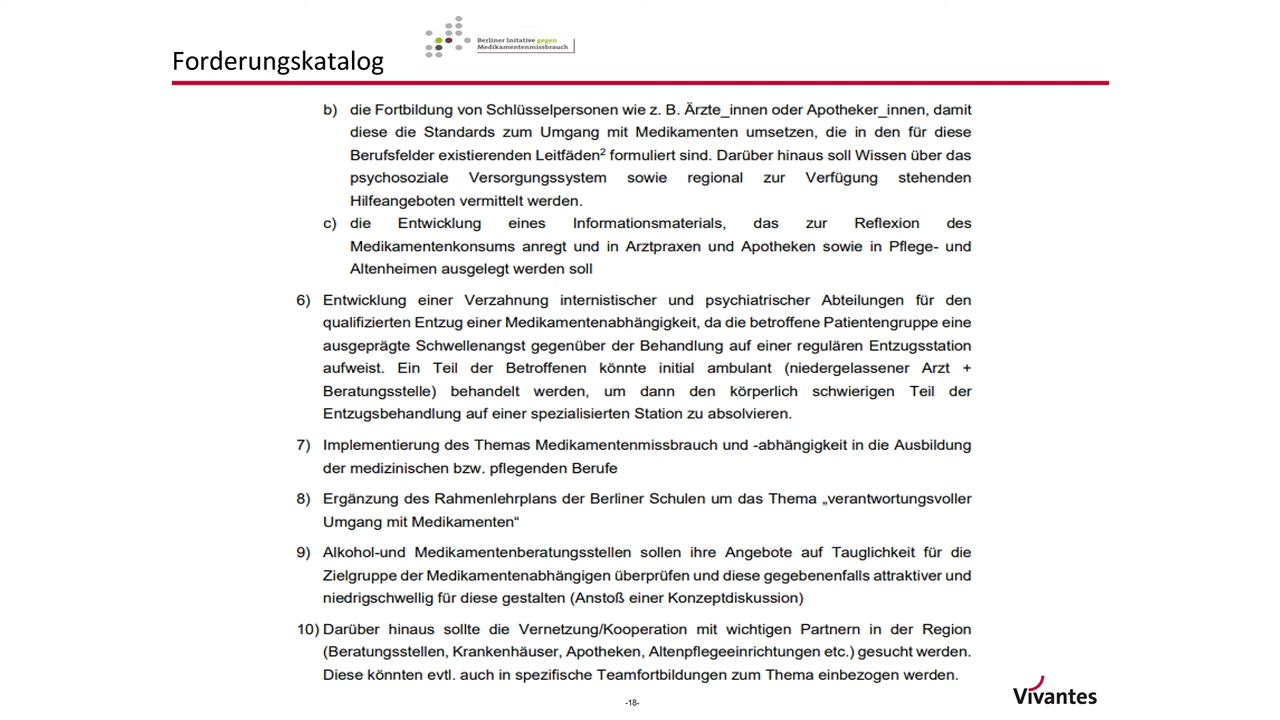 Forderungskatalog
Berliner Initative gegen
Medikamentenmissbrauch
b) die Fortbildung von Schlüsselpersonen wie z. B. Ärzte_innen oder Apotheker_innen, damit
diese die Standards zum Umgang mit Medikamenten umsetzen, die in den für diese
Berufsfelder existierenden Leitfäden² formuliert sind. Darüber hinaus soll Wissen über das
psychosoziale Versorgungssystem sowie regional zur Verfügung stehenden
Hilfeangeboten vermittelt werden.
c) die Entwicklung eines Informationsmaterials, das zur Reflexion des
Medikamentenkonsums anregt und in Arztpraxen und Apotheken sowie in Pflege- und
Altenheimen ausgelegt werden soll
6) Entwicklung einer Verzahnung internistischer und psychiatrischer Abteilungen für den
qualifizierten Entzug einer Medikamentenabhängigkeit, da die betroffene Patientengruppe eine
ausgeprägte Schwellenangst gegenüber der Behandlung auf einer regulären Entzugsstation
aufweist. Ein Teil der Betroffenen könnte initial ambulant (niedergelassener Arzt +
Beratungsstelle) behandelt werden, um dann den körperlich schwierigen Teil der
Entzugsbehandlung auf einer spezialisierten Station zu absolvieren.
7) Implementierung des Themas Medikamentenmissbrauch und -abhängigkeit in die Ausbildung
der medizinischen bzw. pflegenden Berufe
8) Ergänzung des Rahmenlehrplans der Berliner Schulen um das Thema „verantwortungsvoller
Umgang mit Medikamenten“
9) Alkohol-und Medikamentenberatungsstellen sollen ihre Angebote auf Tauglichkeit für die
Zielgruppe der Medikamentenabhängigen überprüfen und diese gegebenenfalls attraktiver und
niedrigschwellig für diese gestalten (Anstoß einer Konzeptdiskussion)
10) Darüber hinaus sollte die Vernetzung/Kooperation mit wichtigen Partnern in der Region
(Beratungsstellen, Krankenhäuser, Apotheken, Altenpflegeeinrichtungen etc.) gesucht werden.
Diese könnten evtl. auch in spezifische Teamfortbildungen zum Thema einbezogen werden.
-18-
Vivantes